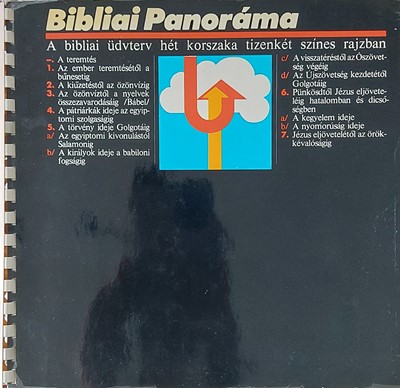 Bibliai Panoráma
A bibliai üdvterv hét korszaka tizenkét színes rajzban
–. A teremtés
1. Az ember teremtésétől a
bűnesetig
2. A kiűzetéstől az özönvízig
3. Az özönvíztől a nyelvek
összezavarodásáig /Bábel/
4. A pátriárkák ideje az egyip-
tomi szolgaságig
5. A törvény ideje Golgotáig
a/ Az egyiptomi kivonulástól
Salamonig
b/ A királyok ideje a babiloni
fogságig
c/ A visszatéréstől az Ószövet-
ség végéig
d/ Az Újszövetség kezdetétől
Golgotáig
6. Pünkösdtől Jézus eljövete-
léig hatalomban és dicső-
ségben
a/ A kegyelem ideje
b/ A nyomorúság ideje
7. Jézus eljövetelétől az örök-
kévalóságig